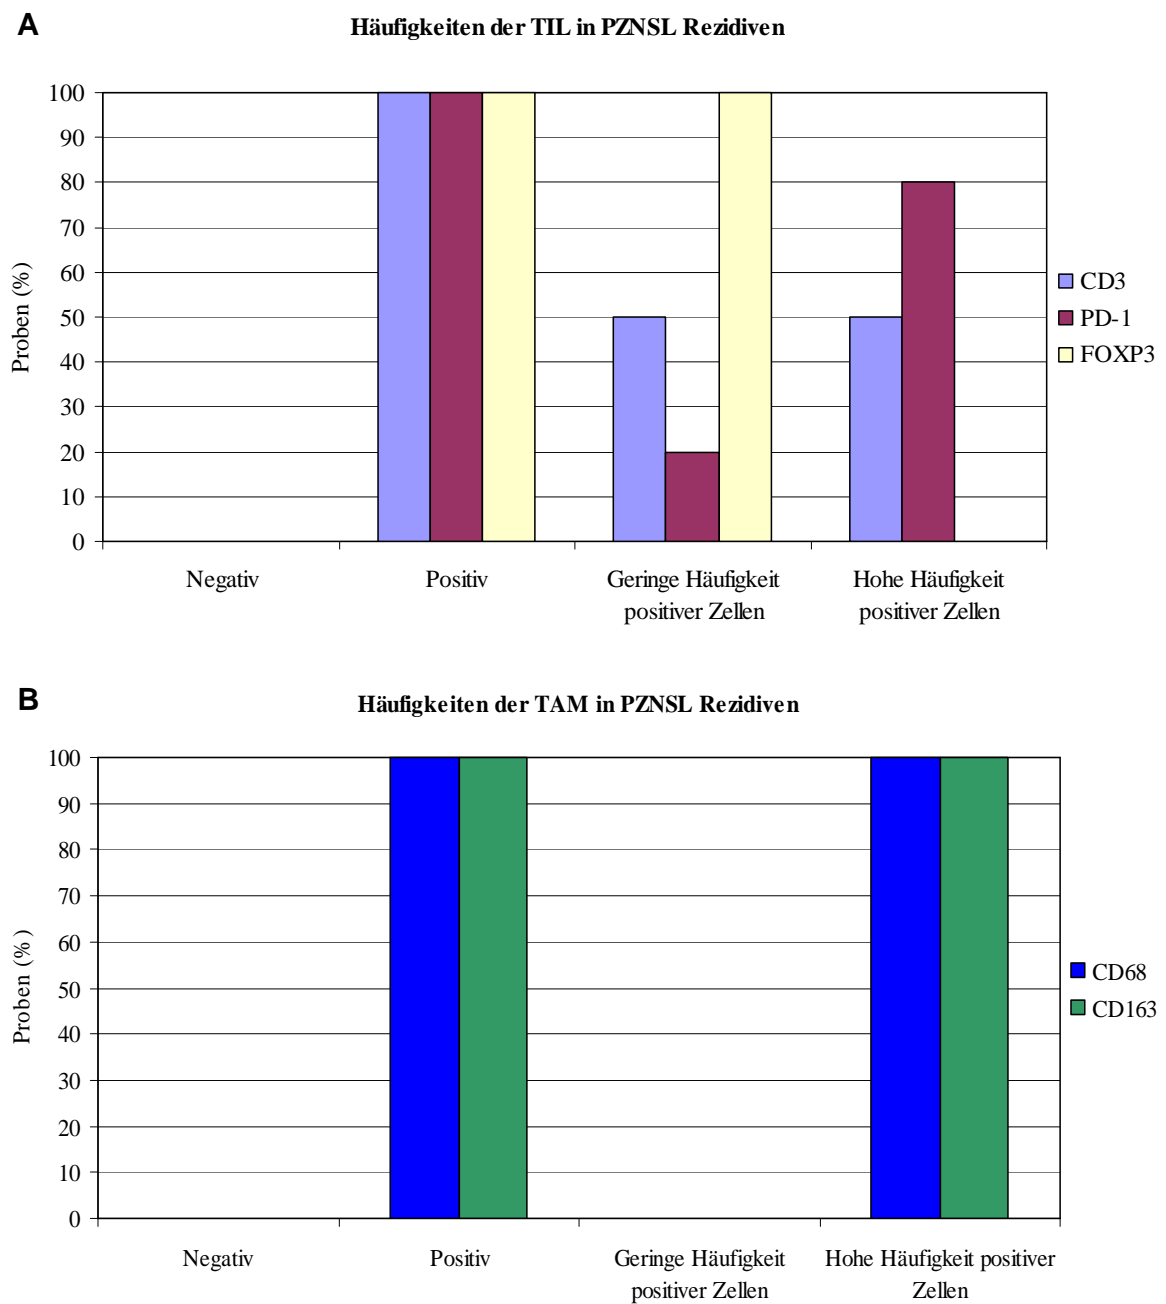 A
Häufigkeiten der TIL in PZNSL Rezidiven
100
90
80
70
60
50
40
30
20
10
0
Proben (%)
Negativ
Positiv
Geringe Häufigkeit
positiver Zellen
Hohe Häufigkeit
positiver Zellen
CD3
PD-1
FOXP3
B
Häufigkeiten der TAM in PZNSL Rezidiven
100
90
80
70
60
50
40
30
20
10
0
Proben (%)
Negativ
Positiv
Geringe Häufigkeit
positiver Zellen
Hohe Häufigkeit positiver
Zellen
CD68
CD163